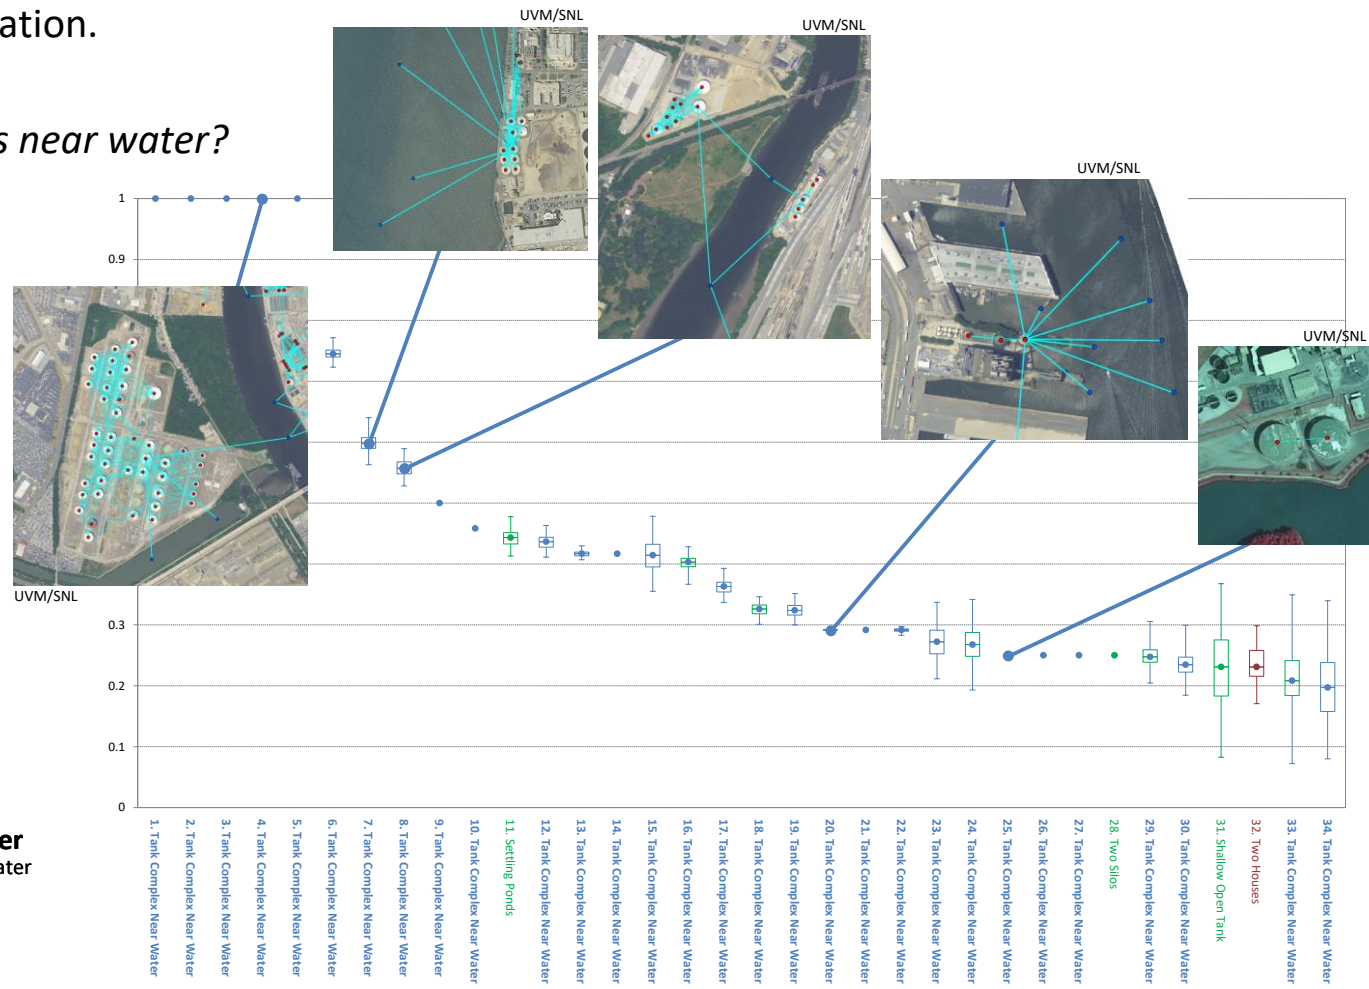 ation.
s near water?
UVM/SNL
UVM/SNL
UVM/SNL
UVM/SNL
UVM/SNL
1
0.9
0.3
0.2
0.1
0
er
ater
1. Tank Complex Near Water
2. Tank Complex Near Water
3. Tank Complex Near Water
4. Tank Complex Near Water
5. Tank Complex Near Water
6. Tank Complex Near Water
7. Tank Complex Near Water
8. Tank Complex Near Water
9. Tank Complex Near Water
10. Tank Complex Near Water
11. Settling Ponds
12. Tank Complex Near Water
13. Tank Complex Near Water
14. Tank Complex Near Water
15. Tank Complex Near Water
16. Tank Complex Near Water
17. Tank Complex Near Water
18. Tank Complex Near Water
19. Tank Complex Near Water
20. Tank Complex Near Water
21. Tank Complex Near Water
22. Tank Complex Near Water
23. Tank Complex Near Water
24. Tank Complex Near Water
25. Tank Complex Near Water
26. Tank Complex Near Water
27. Tank Complex Near Water
28. Two Silos
29. Tank Complex Near Water
30. Tank Complex Near Water
31. Shallow Open Tank
32. Two Houses
33. Tank Complex Near Water
34. Tank Complex Near Water